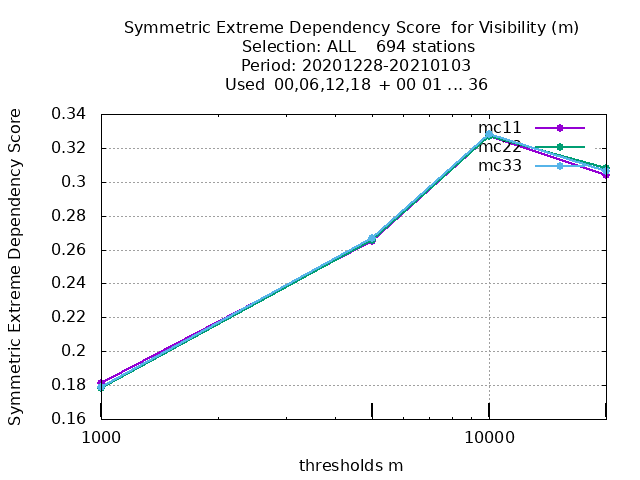 Symmetric Extreme Dependency Score  for Visibility (m)
Selection: ALL    694 stations
Period: 20201228-20210103
Used  00,06,12,18  + 00 01 ... 36
Symmetric Extreme Dependency Score
0.34
0.32
0.3
0.28
0.26
0.24
0.22
0.2
0.18
0.16
mc11
mc22
mc33
1000
10000
thresholds m